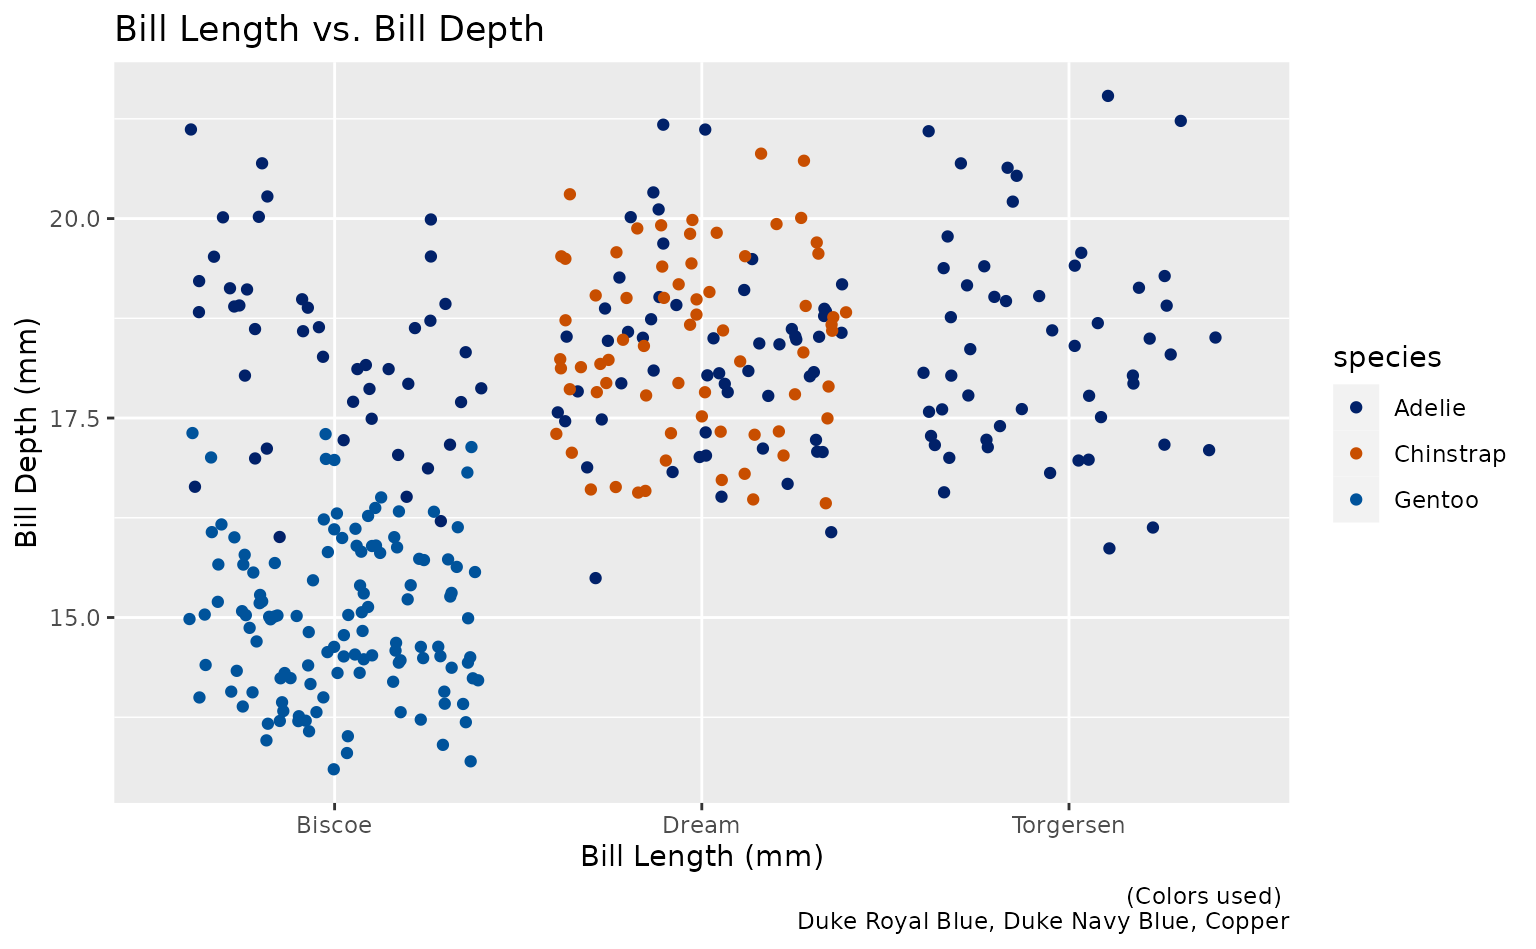 Bill Length vs. Bill Depth
Bill Depth (mm)
20.0
17.5
15.0
Biscoe
Dream
Torgersen
Bill Length (mm)
species
Adelie
Chinstrap
Gentoo
(Colors used)
Duke Royal Blue, Duke Navy Blue, Copper